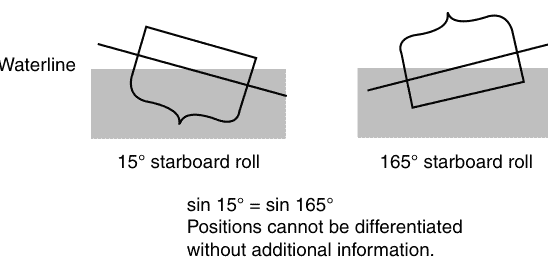 Waterline
15° starboard roll
165° starboard roll
sin 15° = sin 165°
Positions cannot be differentiated
without additional information.